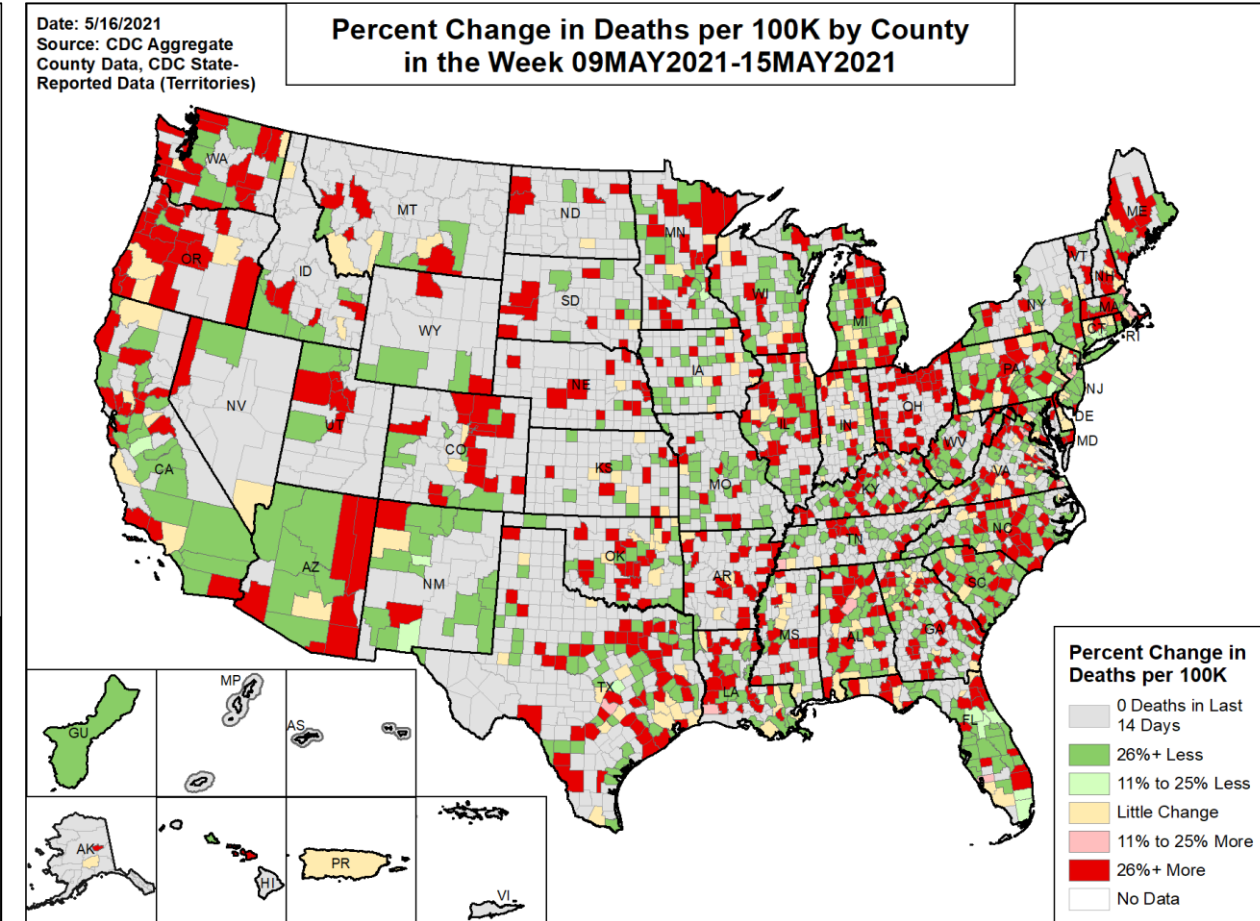 Date: 5/16/2021
Source: CDC Aggregate
County Data, CDC State-
Reported Data (Territories)
Percent Change in Deaths per 100K by County
in the Week 09MAY2021-15MAY2021
WA
MT
ND
MN
ME
OR
ID
SD
WI
MI
NY
VT
NH
MA
CT
RI
WY
IA
NE
PA
NJ
NV
UT
CO
IL
IN
OH
DE
MD
WV
VA
CA
KS
MO
KY
NC
TN
AZ
NM
OK
AR
SC
MS
AL
GA
TX
LA
FL
GU
MP
AS
AK
HI
PR
VI
Percent Change in
Deaths per 100K
0 Deaths in Last
14 Days
26%+ Less
11% to 25% Less
Little Change
11% to 25% More
26%+ More
No Data